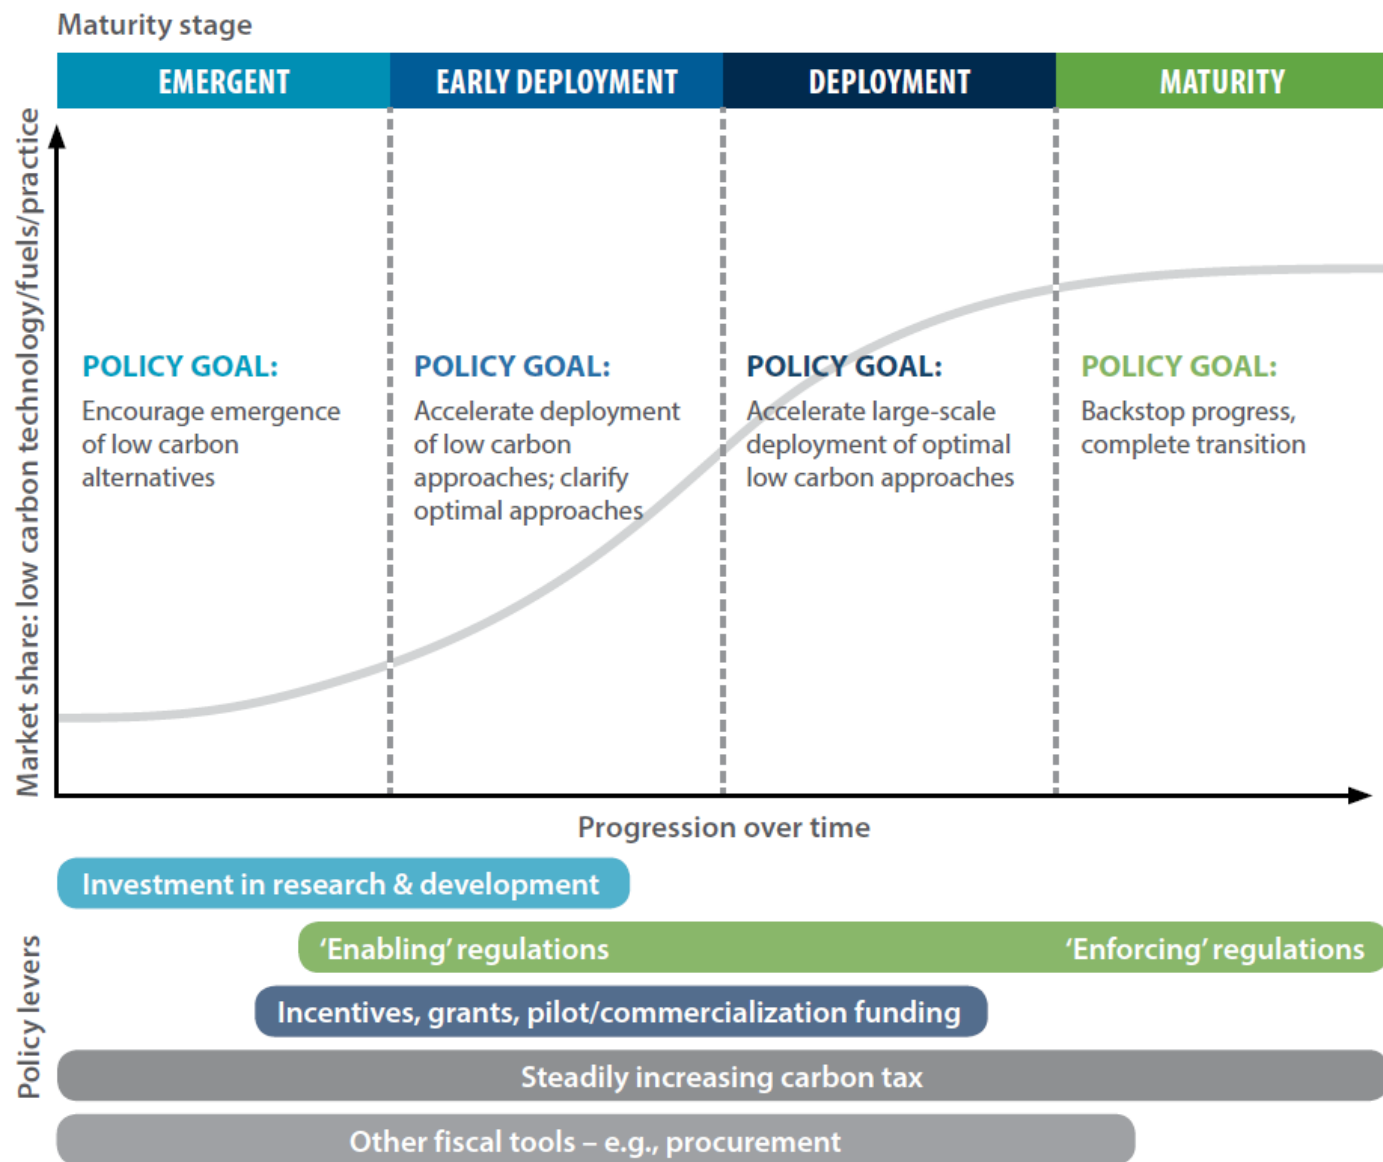 Maturity stage
EMERGENT
EARLY DEPLOYMENT
DEPLOYMENT
MATURITY
Market share: low carbon technology/fuels/practice
POLICY GOAL:
Encourage emergence
of low carbon
alternatives
POLICY GOAL:
Accelerate deployment
of low carbon
approaches; clarify
optimal approaches
POLICY GOAL:
Accelerate large-scale
deployment of optimal
low carbon approaches
POLICY GOAL:
Backstop progress,
complete transition
Progression over time
Policy levers
Investment in research & development
‘Enabling’ regulations
‘Enforcing’ regulations
Incentives, grants, pilot/commercialization funding
Steadily increasing carbon tax
Other fiscal tools – e.g., procurement